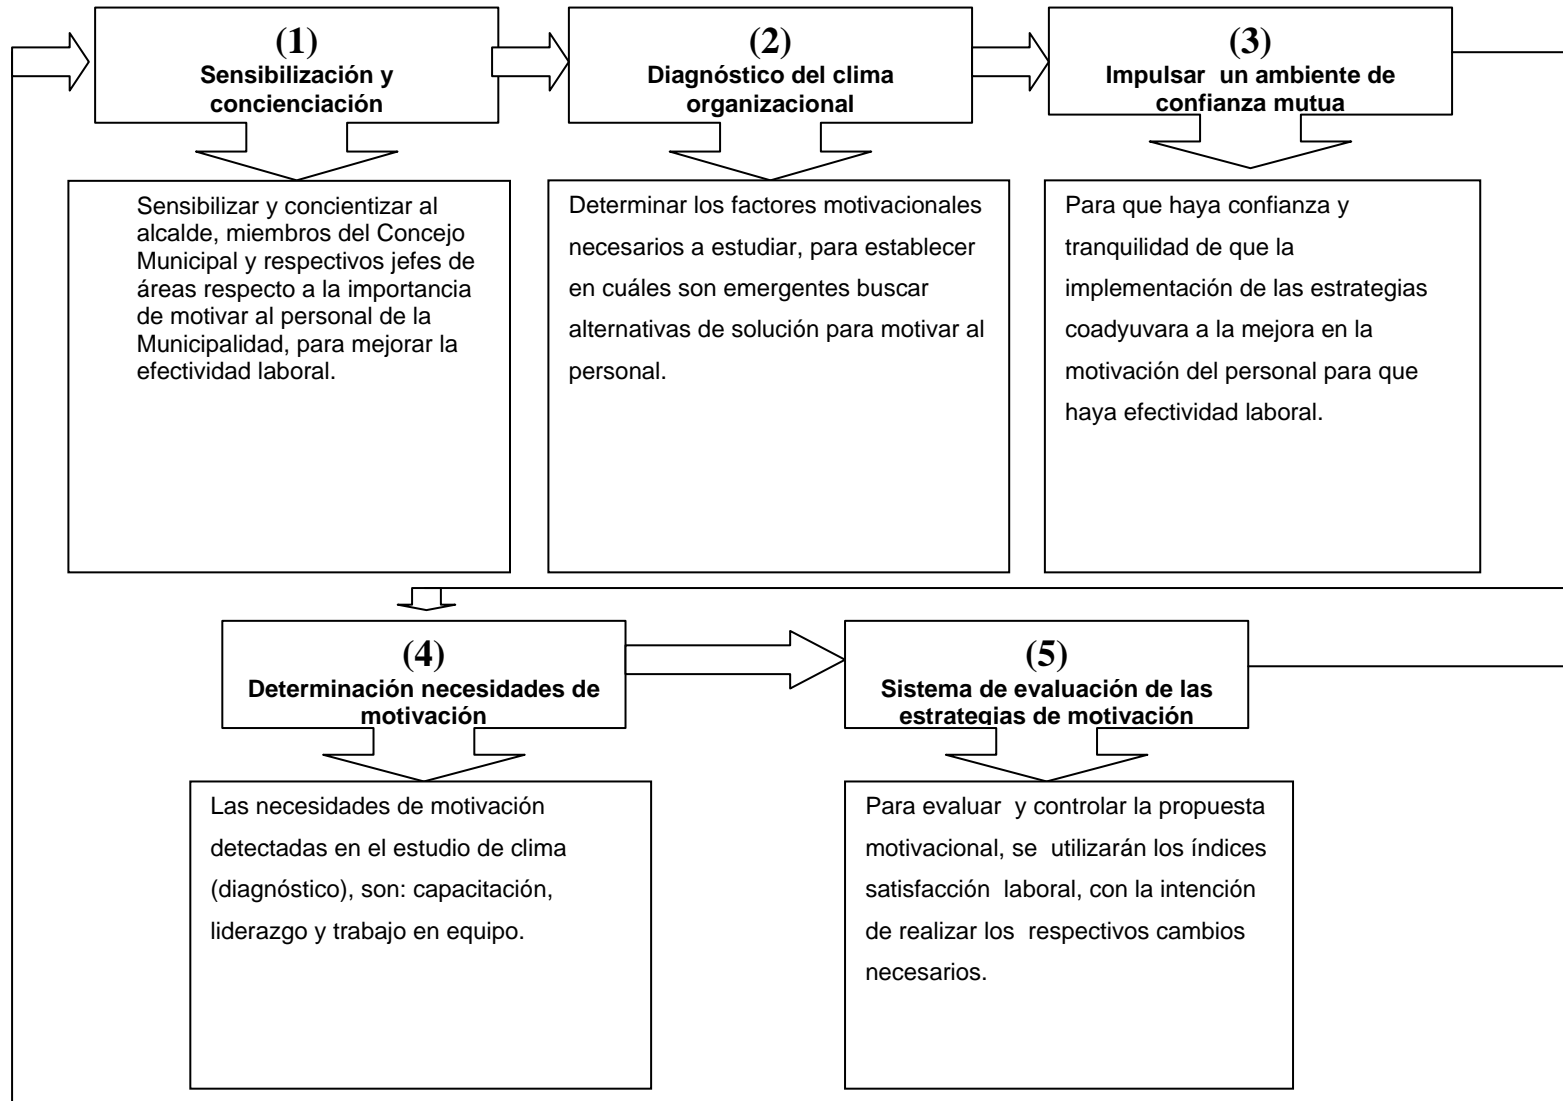 (1)
Sensibilización y
concienciación
Sensibilizar y concientizar al
alcalde, miembros del Concejo
Municipal y respectivos jefes de
áreas respecto a la importancia
de motivar al personal de la
Municipalidad, para mejorar la
efectividad laboral.
(2)
Diagnóstico del clima
organizacional
Determinar los factores motivacionales
necesarios a estudiar, para establecer
en cuáles son emergentes buscar
alternativas de solución para motivar al
personal.
(3)
Impulsar un ambiente de
confianza mutua
Para que haya confianza y
tranquilidad de que la
implementación de las estrategias
coadyuvara a la mejora en la
motivación del personal para que
haya efectividad laboral.
(4)
Determinación necesidades de
motivación
Las necesidades de motivación
detectadas en el estudio de clima
(diagnóstico), son: capacitación,
liderazgo y trabajo en equipo.
(5)
Sistema de evaluación de las
estrategias de motivación
Para evaluar y controlar la propuesta
motivacional, se utilizarán los índices
satisfacción laboral, con la intención
de realizar los respectivos cambios
necesarios.